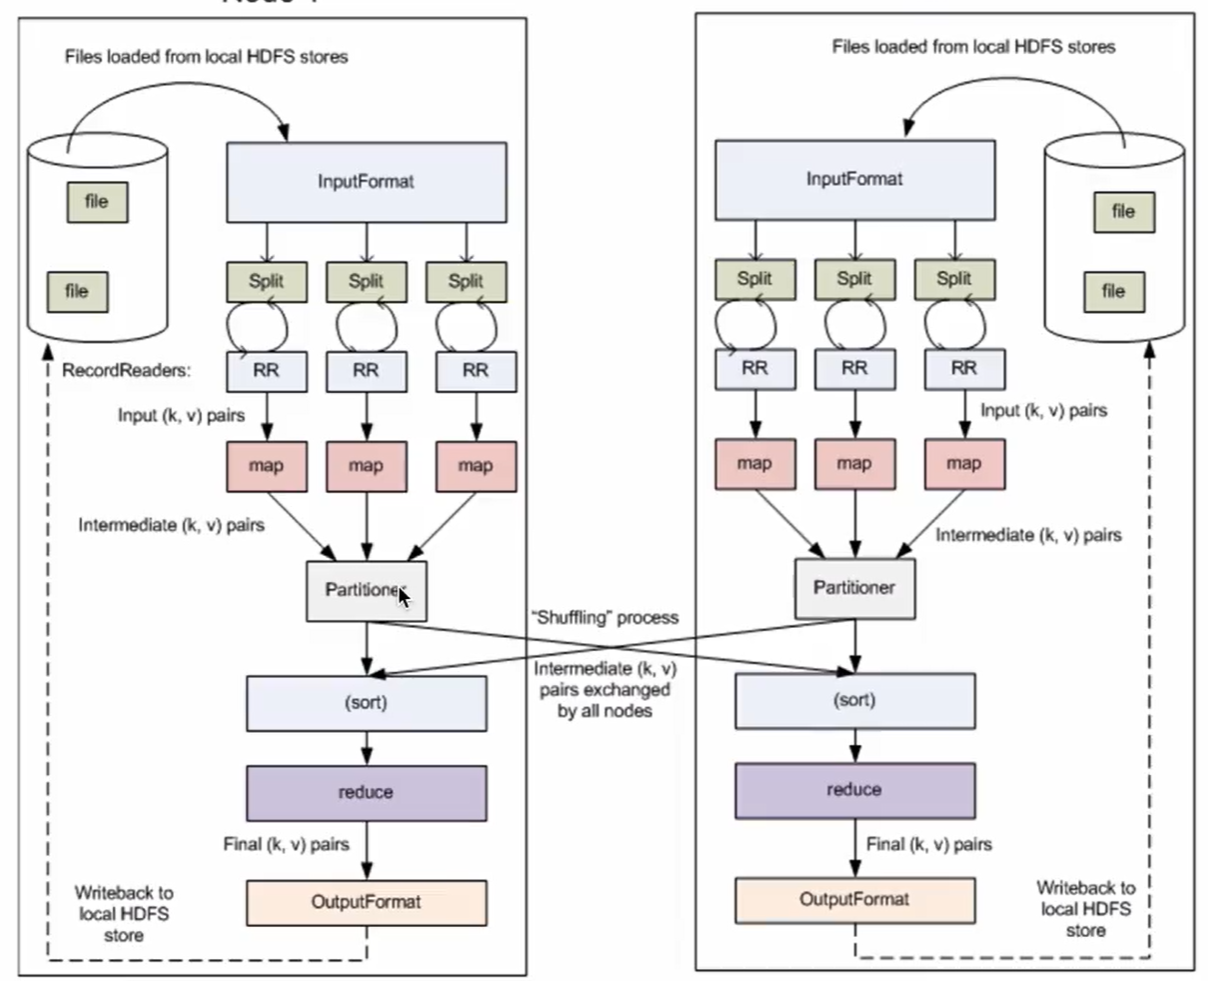 Files loaded from local HDFS stores
file
file
InputFormat
Split
Split
Split
RecordReaders:
RR
RR
RR
Input (k, v) pairs
map
map
map
Intermediate (k, v) pairs
Partitioner
(sort)
reduce
Final (k, v) pairs
OutputFormat
Writeback to
local HDFS
store
"Shuffling" process
Intermediate (k, v)
pairs exchanged
by all nodes
Files loaded from local HDFS stores
InputFormat
file
file
Split
Split
Split
RR
RR
RR
Input (k, v) pairs
map
map
map
Intermediate (k, v) pairs
Partitioner
(sort)
reduce
Final (k, v) pairs
OutputFormat
Writeback to
local HDFS
store